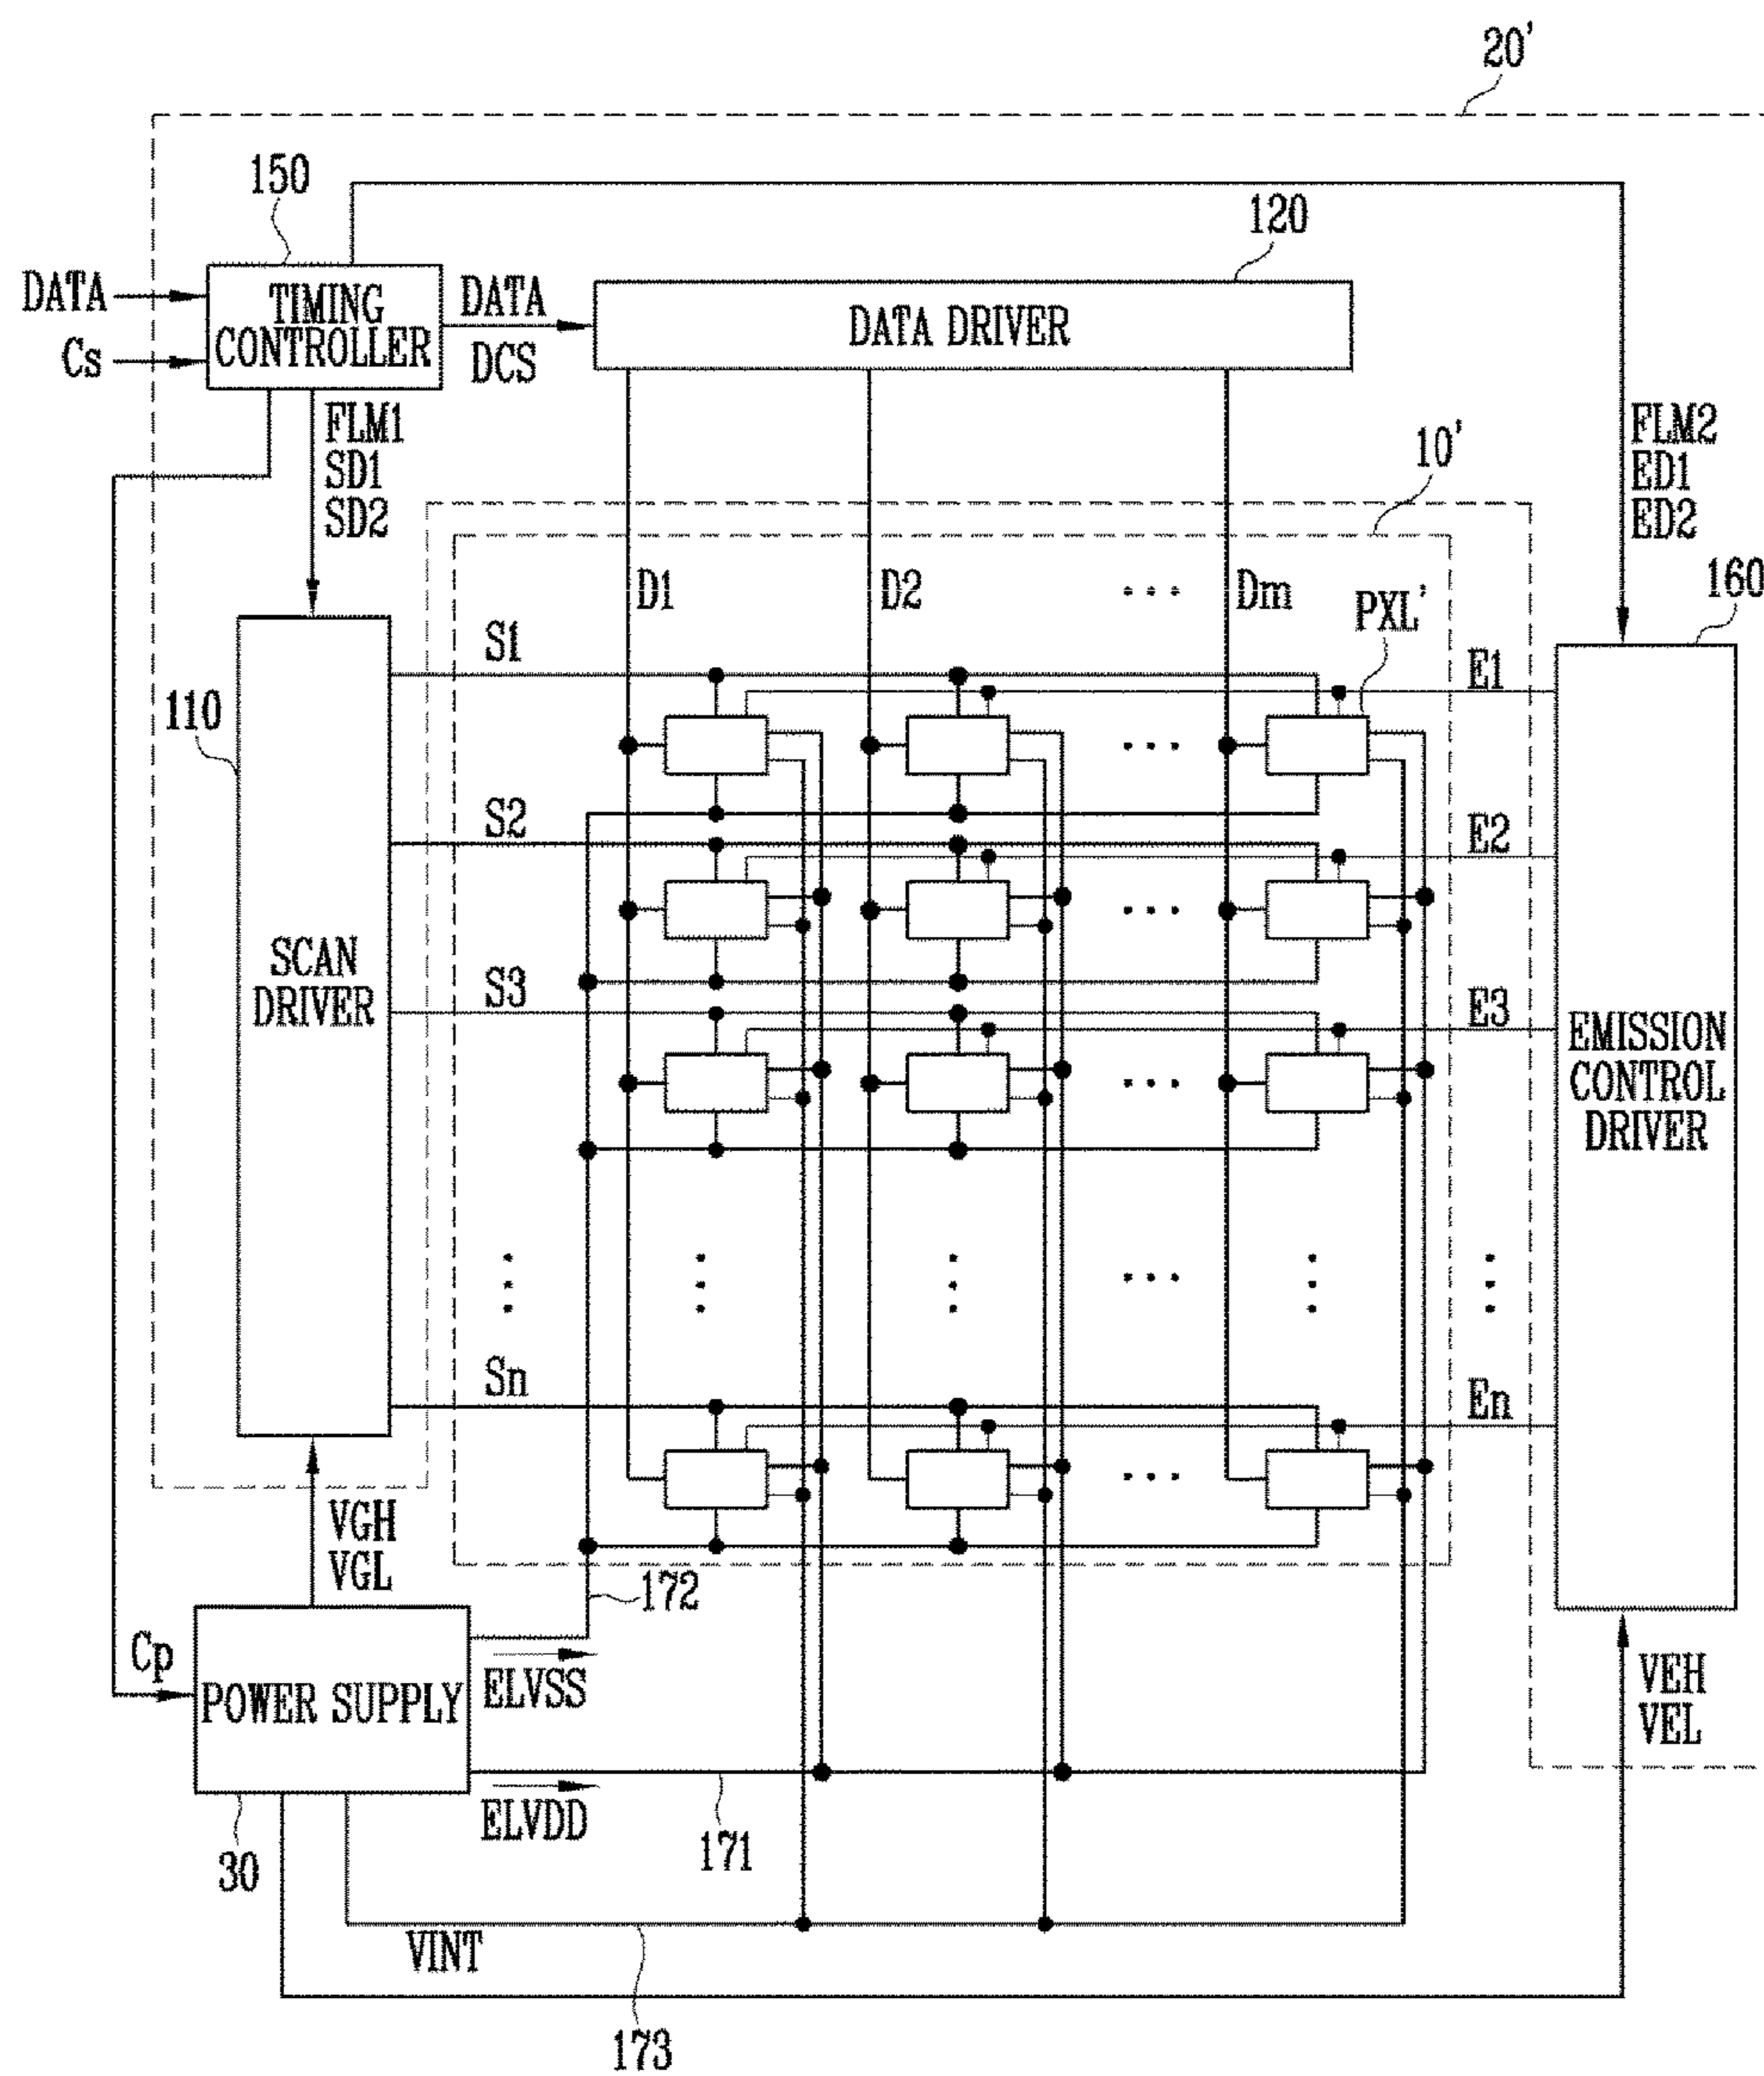 20'
150
120
DATA
TIMING
CONTROLLER
DATA
DCS
DATA DRIVER
Cs
FLM1
SD1
SD2
10'
FLM2
ED1
ED2
D1
D2
...
Dm
PXL'
160
S1
E1
110
...
S2
E2
...
SCAN
DRIVER
S3
E3
EMISSION
CONTROL
DRIVER
...
...
Sn
En
...
VGH
VGL
172
Cp
POWER SUPPLY
ELVSS
VEH
VEL
ELVDD
171
30
VINT
173